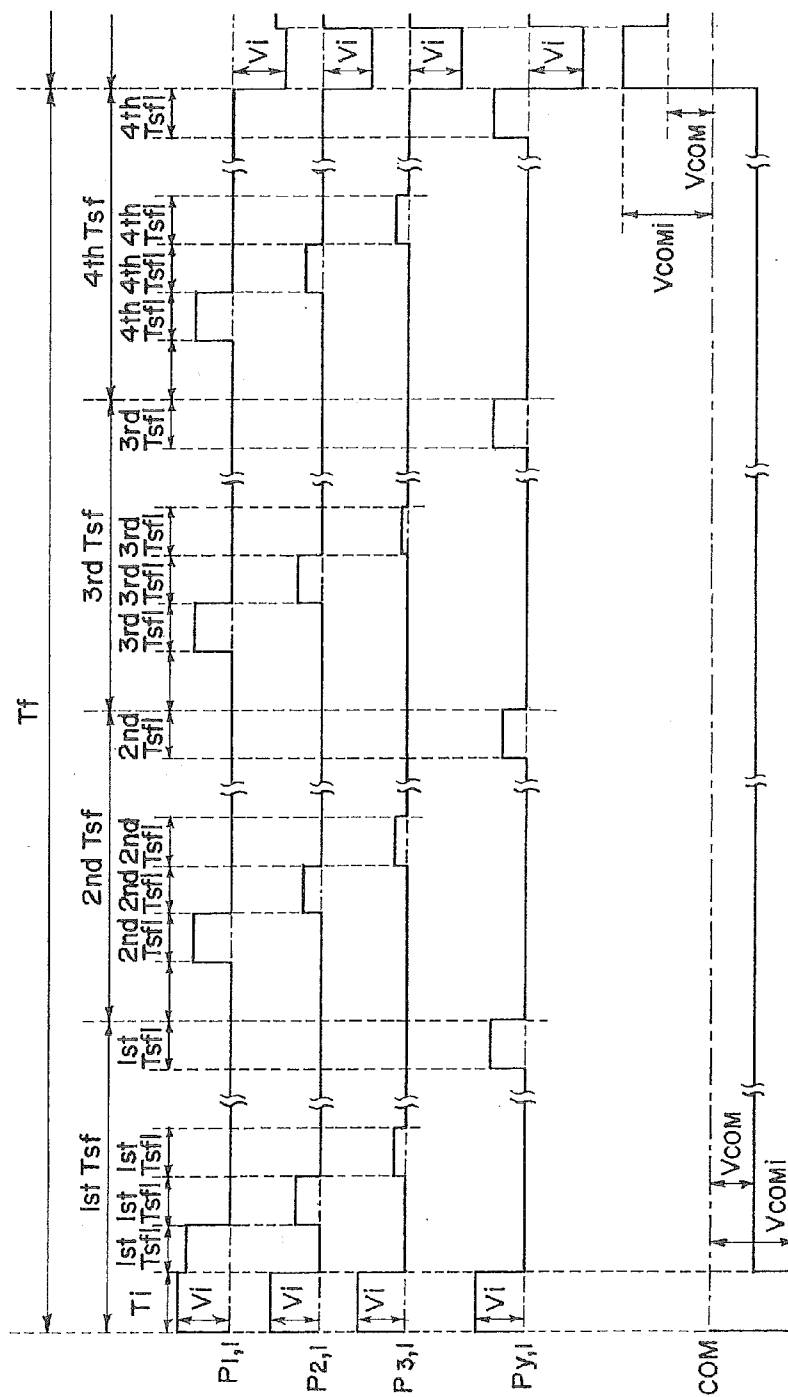 Tf
1st Tsf
2nd Tsf
3rd Tsf
4th Tsf
Ti
1st Tsfl
1st Tsfl
1st Tsfl
1st Tsfl
2nd Tsfl
2nd Tsfl
2nd Tsfl
2nd Tsfl
3rd Tsfl
3rd Tsfl
3rd Tsfl
3rd Tsfl
4th Tsfl
4th Tsfl
4th Tsfl
4th Tsfl
P1,1
Vi
Vi
P2,1
Vi
Vi
P3,1
Vi
Vi
Py,1
Vi
Vi
COM
VCOM
VCOMi
VCOMi
VCOM